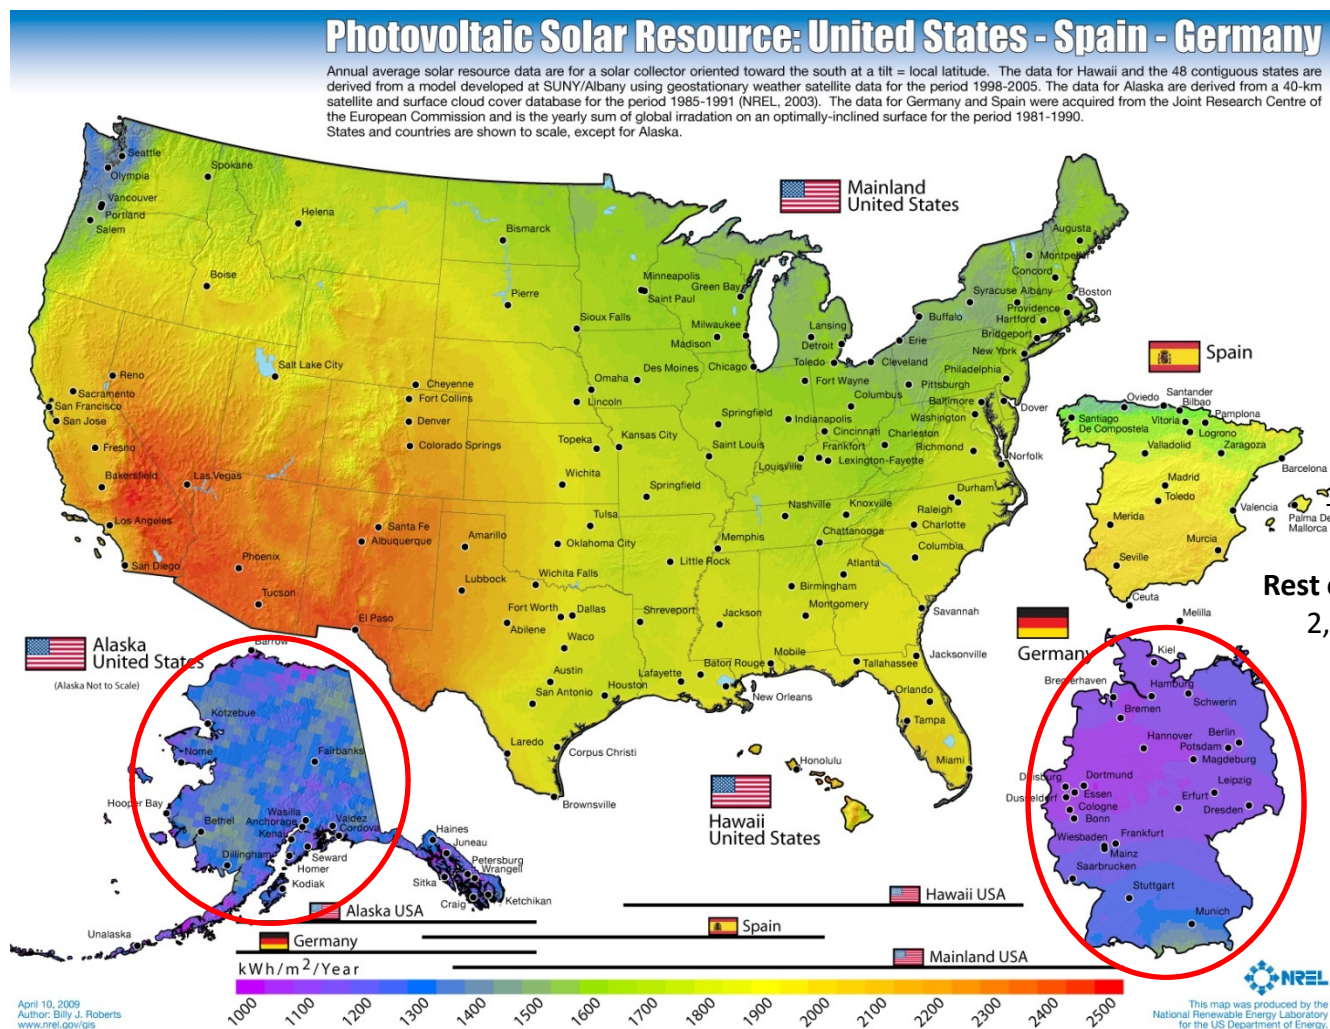 Photovoltaic Solar Resource: United States - Spain - Germany
Annual average solar resource data are for a solar collector oriented toward the south at a tilt = local latitude. The data for Hawaii and the 48 contiguous states are
derived from a model developed at SUNY/Albany using geostationary weather satellite data for the period 1998-2005. The data for Alaska are derived from a 40-km
satellite and surface cloud cover database for the period 1985-1991 (NREL, 2003). The data for Germany and Spain were acquired from the Joint Research Centre of
the European Commission and is the yearly sum of global irradation on an optimally-inclined surface for the period 1981-1990.
States and countries are shown to scale, except for Alaska.
Mainland
United States
Seattle
Olympia
Spokane
Vancouver
Portland
Salem
Helena
Boise
Bismarck
Pierre
Minneapolis
Saint Paul
Green Bay
Sioux Falls
Milwaukee
Madison
Lansing
Detroit
Augusta
Montpelier
Concord
Syracuse
Albany
Boston
Providence
Hartford
Buffalo
Bridgeport
Erie
New York
Reno
Salt Lake City
Sacramento
San Francisco
San Jose
Fresno
Bakersfield
Las Vegas
Los Angeles
San Diego
Phoenix
Tucson
Cheyenne
Fort Collins
Denver
Colorado Springs
Santa Fe
Albuquerque
El Paso
Omaha
Lincoln
Des Moines
Chicago
Toledo
Cleveland
Fort Wayne
Philadelphia
Pittsburgh
Columbus
Baltimore
Dover
Washington
Springfield
Indianapolis
Cincinnati
Charleston
Topeka
Kansas City
Saint Louis
Frankfort
Louisville
Lexington-Fayette
Richmond
Norfolk
Wichita
Springfield
Nashville
Knoxville
Durham
Raleigh
Tulsa
Chattanooga
Charlotte
Amarillo
Oklahoma City
Memphis
Columbia
Little Rock
Atlanta
Lubbock
Wichita Falls
Birmingham
Fort Worth
Dallas
Shreveport
Jackson
Montgomery
Savannah
Abilene
Waco
Austin
San Antonio
Houston
Lafayette
Baton Rouge
Mobile
New Orleans
Tallahassee
Jacksonville
Orlando
Tampa
Miami
Laredo
Corpus Christi
Brownsville
Spain
Oviedo
Santander
Bilbao
Pamplona
Santiago
De Compostela
Vitoria
Logrono
Valladolid
Zaragoza
Barcelona
Madrid
Toledo
Valencia
Palma De
Mallorca
Merida
Murcia
Seville
Ceuta
Melilla
Rest
2,
Germany
Kiel
Bremerhaven
Hamburg
Schwerin
Bremen
Hannover
Berlin
Potsdam
Magdeburg
Duisburg
Dortmund
Leipzig
Essen
Dusseldorf
Erfurt
Cologne
Dresden
Bonn
Wiesbaden
Frankfurt
Mainz
Saarbrucken
Stuttgart
Munich
Alaska
United States
(Alaska Not to Scale)
Barrow
Kotzebue
Nome
Fairbanks
Hooper Bay
Bethel
Wasilla
Anchorage
Valdez
Kenai
Cordova
Dillingham
Seward
Homer
Kodiak
Haines
Juneau
Petersburg
Wrangell
Sitka
Craig
Ketchikan
Unalaska
Honolulu
Hawaii
United States
Hawaii USA
Alaska USA
Spain
Germany
Mainland USA
kWh/m²/Year
1000 1100 1200 1300 1400 1500 1600 1700 1800 1900 2000 2100 2200 2300 2400 2500
April 10, 2009
Author: Billy J. Roberts
www.nrel.gov/gis
NREL
This map was produced by the
National Renewable Energy Laboratory
for the US Department of Energy.